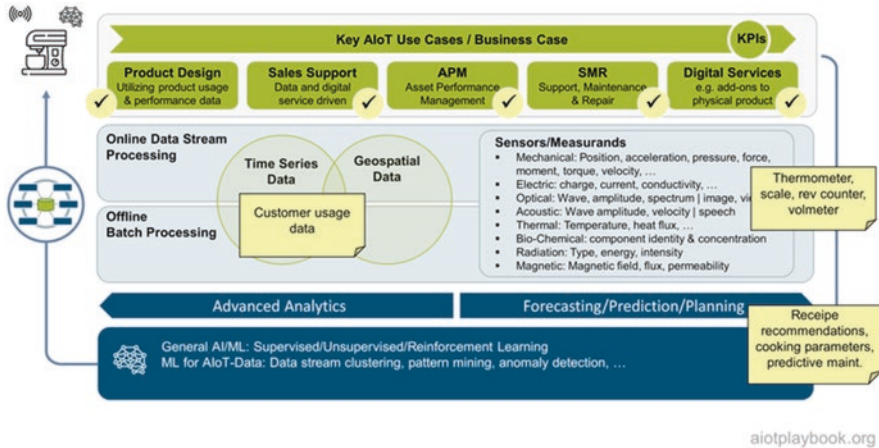 Key AIoT Use Cases / Business Case
KPIs
Product Design
Utilizing product usage
& performance data
Sales Support
Data and digital
service driven
APM
Asset Performance
Management
SMR
Support, Maintenance
& Repair
Digital Services
e.g. add-ons to
physical product
Online Data Stream
Processing
Time Series
Data
Geospatial
Data
Customer usage
data
Offline
Batch Processing
Sensors/Measurands
▪ Mechanical: Position, acceleration, pressure, force,
moment, torque, velocity, …
▪ Electric: charge, current, conductivity, …
▪ Optical: Wave, amplitude, spectrum | image,
▪ Acoustic: Wave amplitude, velocity | speech
▪ Thermal: Temperature, heat flux, …
▪ Bio-Chemical: component identity & concentration
▪ Radiation: Type, energy, intensity
▪ Magnetic: Magnetic field, flux, permeability
Thermometer,
scale, rev counter,
volmeter
Advanced Analytics
Forecasting/Prediction/Planning
General AI/ML: Supervised/Unsupervised/Reinforcement Learning
ML for AIoT-Data: Data stream clustering, pattern mining, anomaly detection, …
Receipe
recommendations,
cooking parameters,
predictive maint.
aiotplaybook.org